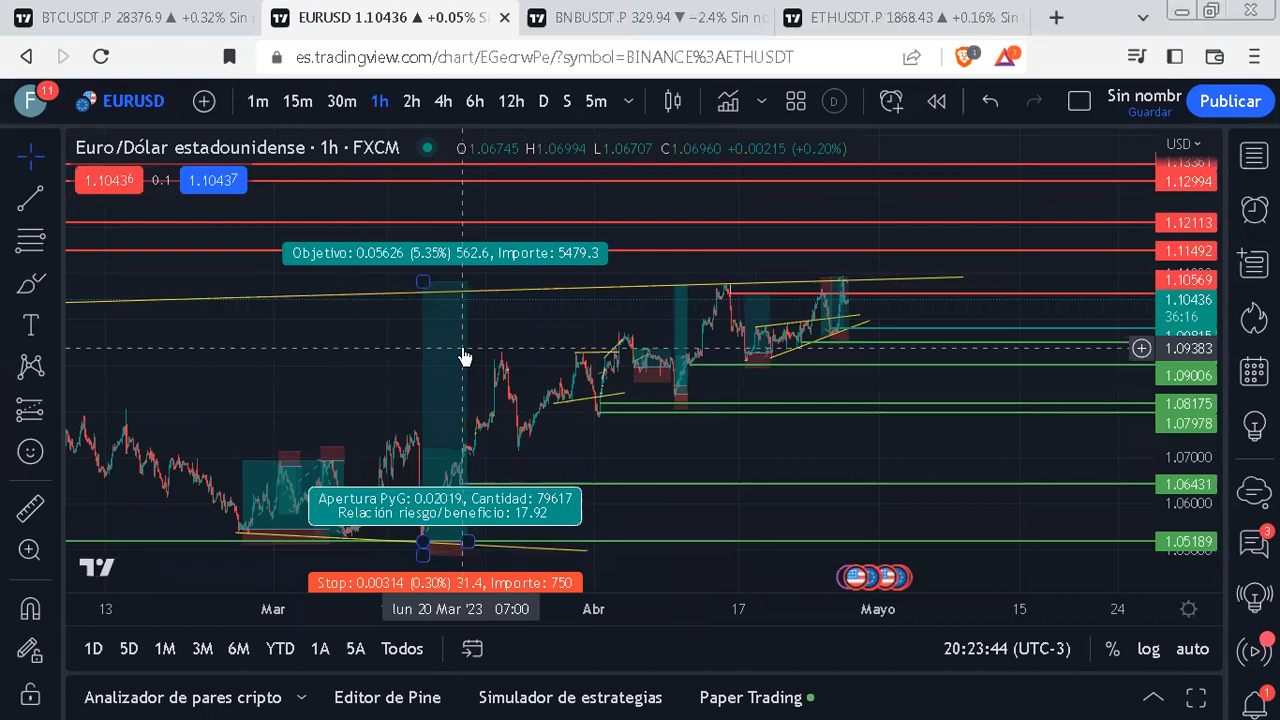 BTCUSDT.P 28376.9 ▲ +0.32% Sin n
EURUSD 1.10436 ▲ +0.05% S
BNBUSDT.P 329.94 ▼ −2.4% Sin n
ETHUSDT.P 1868.43 ▲ +0.16% Sin
es.tradingview.com/chart/EGecrwPe/?symbol=BINANCE%3AETHUSDT
1
2
F
11
EURUSD
1m 15m 30m 1h 2h 4h 6h 12h D S 5m
D
Sin nombr
Guardar
Publicar
Euro/Dólar estadounidense · 1h · FXCM
O1.06745 H1.06994 L1.06707 C1.06960 +0.00215 (+0.20%)
USD
1.10436
0.1
1.10437
1.13361
1.12994
1.12113
1.11492
1.10569
1.10436
36:16
1.09383
1.09006
1.08175
1.07978
1.07000
1.06431
1.06000
1.05189
Objetivo: 0.05626 (5.35%) 562.6, Importe: 5479.3
Apertura PyG: 0.02019, Cantidad: 79617
Relación riesgo/beneficio: 17.92
Stop: 0.00314 (0.30%) 31.4, Importe: 750
13 Mar lun 20 Mar '23 07:00 Abr 17 Mayo 15 24
1D 5D 1M 3M 6M YTD 1A 5A Todos
20:23:44 (UTC-3) % log auto
Analizador de pares cripto Editor de Pine Simulador de estrategias Paper Trading
3
1